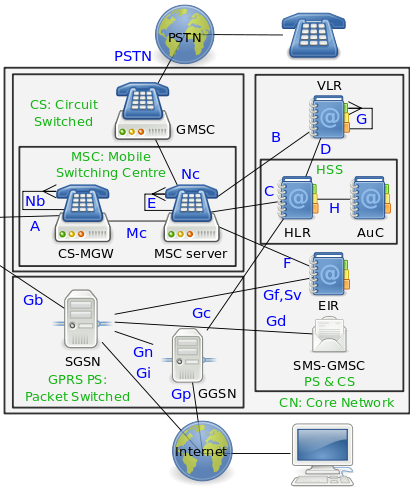 PSTN
PSTN
VLR
CS: Circuit
Switched
GMSC
G
B
D
MSC: Mobile
Switching Centre
HSS
Nc
Nb
E
C
H
A
Mc
HLR
AuC
CS-MGW
MSC server
F
Gb
Gf,Sv
EIR
Gc
Gd
Gn
SGSN
SMS-GMSC
Gi
GPRS PS:
Packet Switched
Gp
GGSN
PS & CS
CN: Core Network
Internet